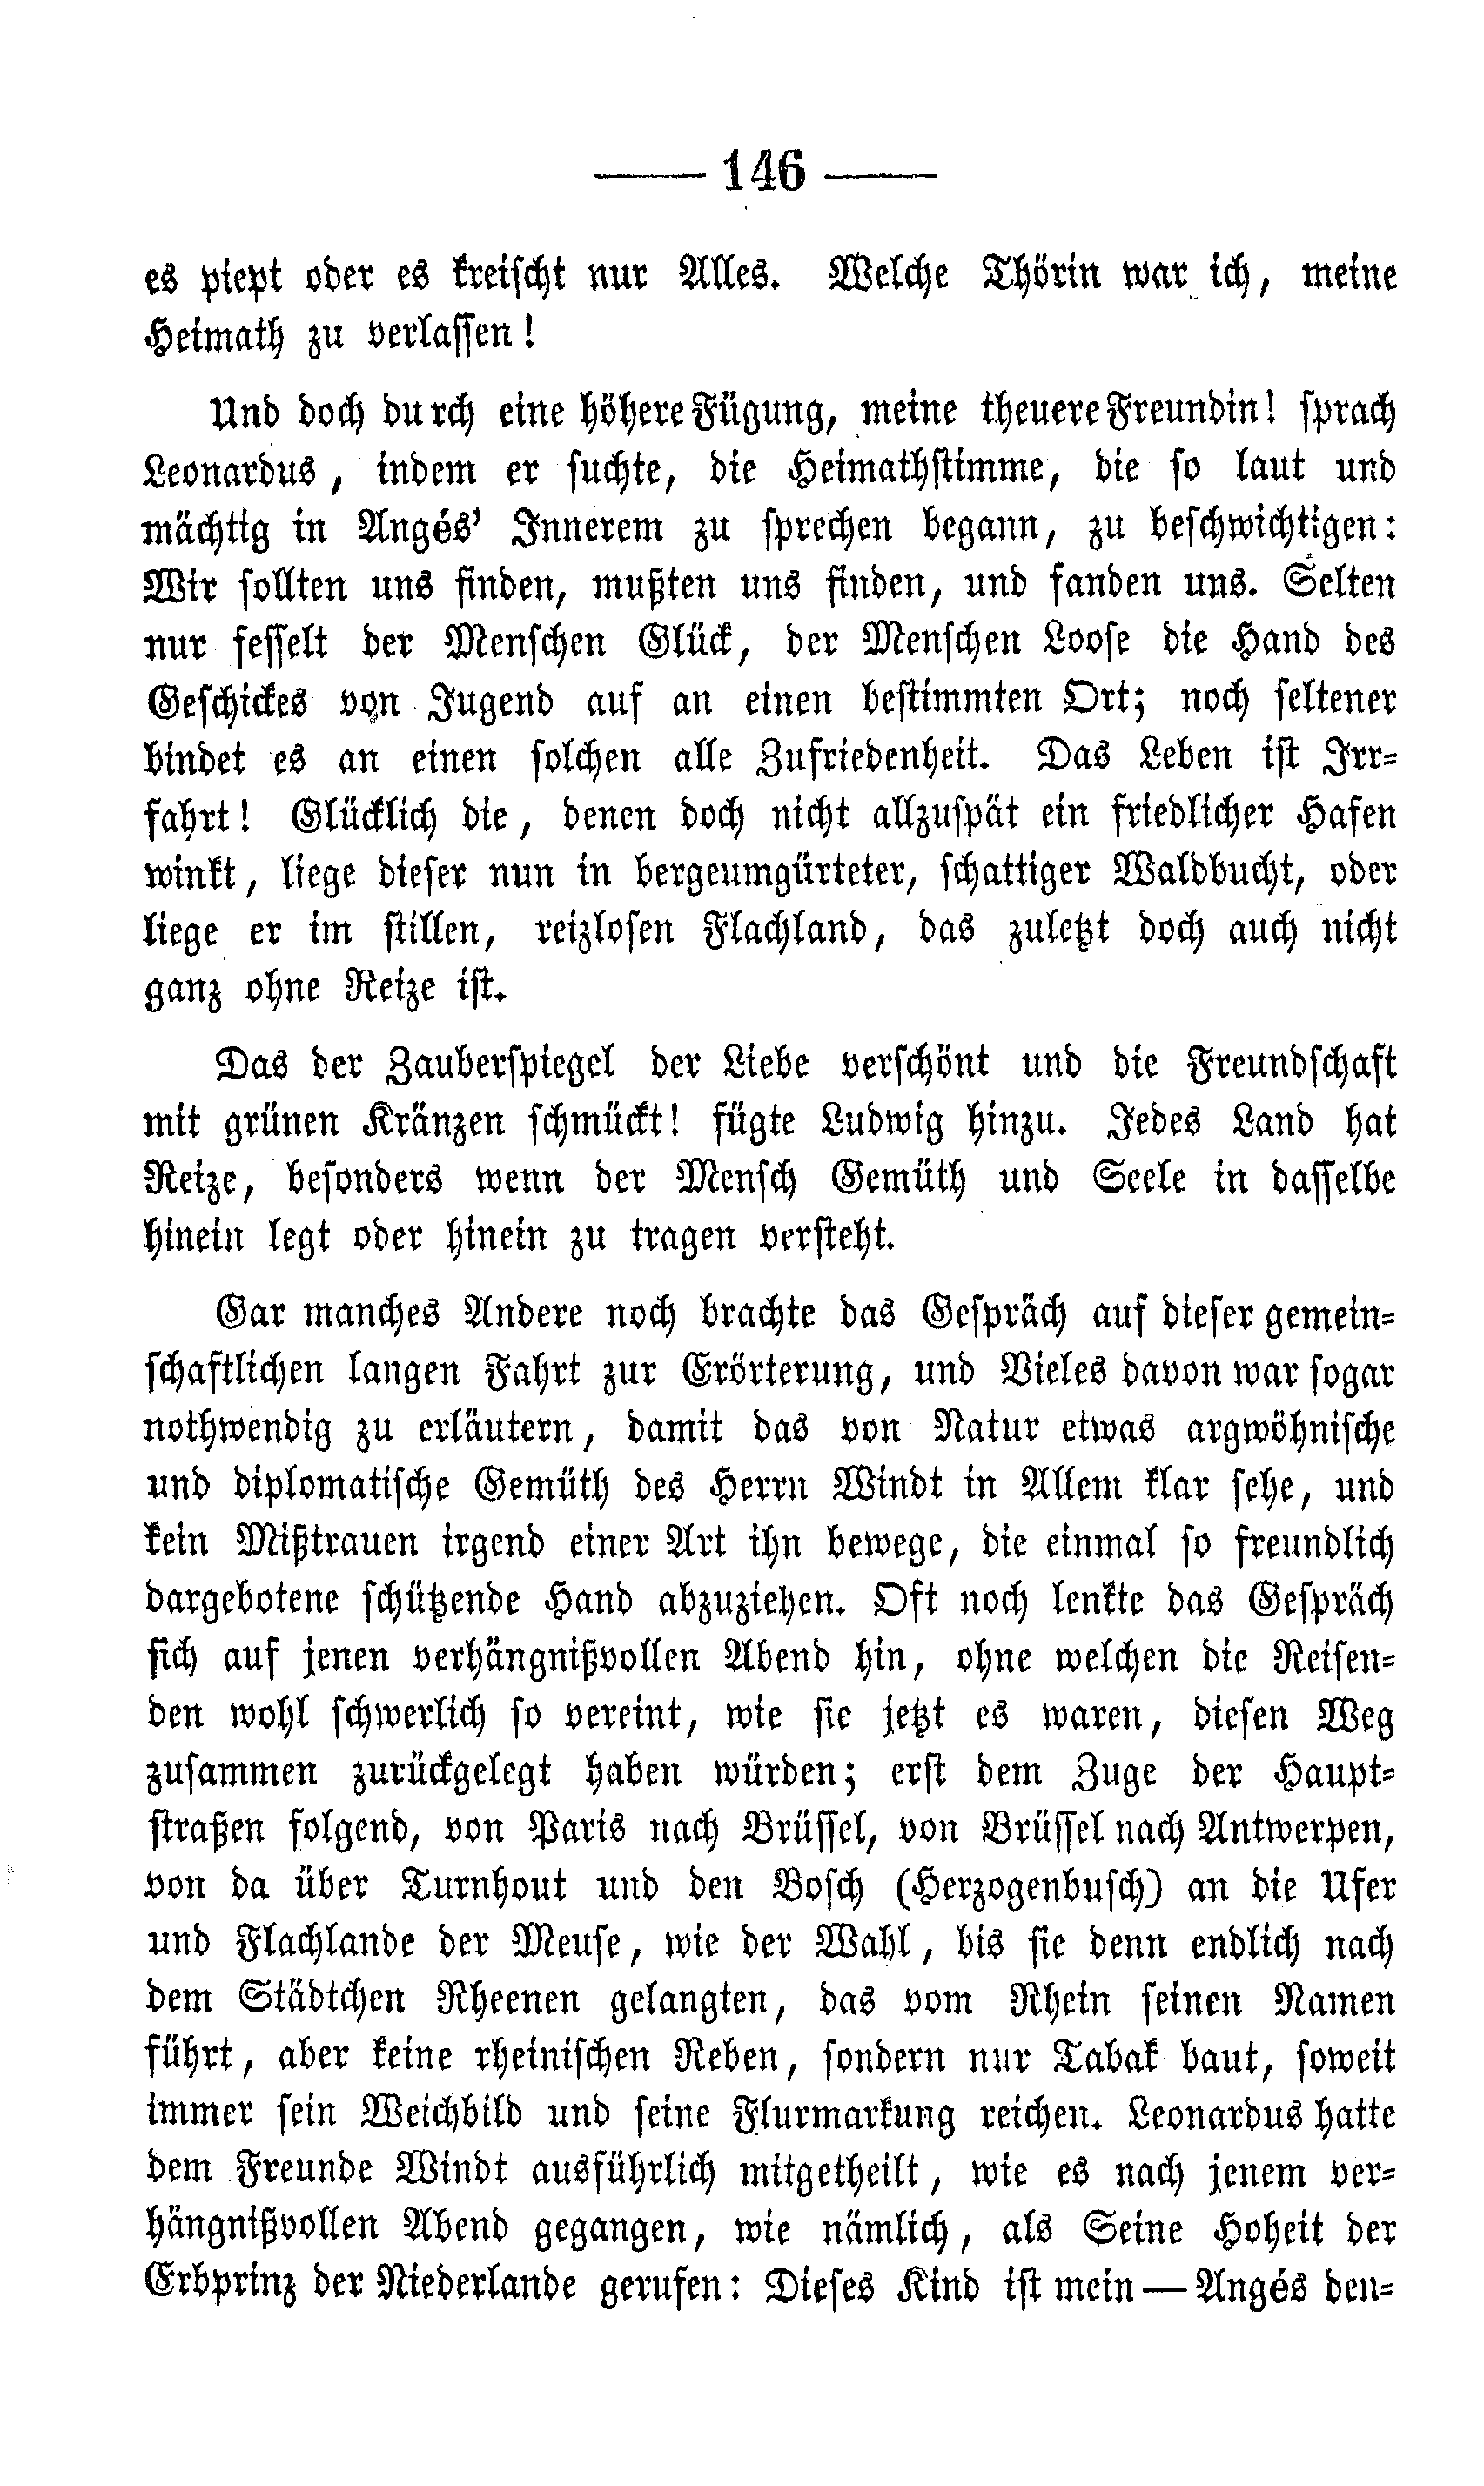 — 146 —
es piept oder es kreischt nur Alles. Welche Thörin war ich, meine
Heimath zu verlassen!
Und doch durch eine höhere Fügung, meine theuere Freundin! sprach
Leonardus, indem er suchte, die Heimathstimme, die so laut und
mächtig in Angés' Innerem zu sprechen begann, zu beschwichtigen:
Wir sollten uns finden, mußten uns finden, und fanden uns. Selten
nur fesselt der Menschen Glück, der Menschen Loose die Hand des
Geschickes von Jugend auf an einen bestimmten Ort; noch seltener
bindet es an einen solchen alle Zufriedenheit. Das Leben ist Irr-
fahrt! Glücklich die, denen doch nicht allzuspät ein friedlicher Hafen
winkt, liege dieser nun in bergeumgürteter, schattiger Waldbucht, oder
liege er im stillen, reizlosen Flachland, das zuletzt doch auch nicht
ganz ohne Reize ist.
Das der Zauberspiegel der Liebe verschönt und die Freundschaft
mit grünen Kränzen schmückt! fügte Ludwig hinzu. Jedes Land hat
Reize, besonders wenn der Mensch Gemüth und Seele in dasselbe
hinein legt oder hinein zu tragen versteht.
Gar manches Andere noch brachte das Gespräch auf dieser gemein-
schaftlichen langen Fahrt zur Erörterung, und Vieles davon war sogar
nothwendig zu erläutern, damit das von Natur etwas argwöhnische
und diplomatische Gemüth des Herrn Windt in Allem klar sehe, und
kein Mißtrauen irgend einer Art ihn bewege, die einmal so freundlich
dargebotene schützende Hand abzuziehen. Oft noch lenkte das Gespräch
sich auf jenen verhängnißvollen Abend hin, ohne welchen die Reisen-
den wohl schwerlich so vereint, wie sie jetzt es waren, diesen Weg
zusammen zurückgelegt haben würden; erst dem Zuge der Haupt-
straßen folgend, von Paris nach Brüssel, von Brüssel nach Antwerpen,
von da über Turnhout und den Bosch (Herzogenbusch) an die Ufer
und Flachlande der Meuse, wie der Wahl, bis sie denn endlich nach
dem Städtchen Rheenen gelangten, das vom Rhein seinen Namen
führt, aber keine rheinischen Reben, sondern nur Tabak baut, soweit
immer sein Weichbild und seine Flurmarkung reichen. Leonardus hatte
dem Freunde Windt ausführlich mitgetheilt, wie es nach jenem ver-
hängnißvollen Abend gegangen, wie nämlich, als Seine Hoheit der
Erbprinz der Niederlande gerufen: Dieses Kind ist mein — Angés den-